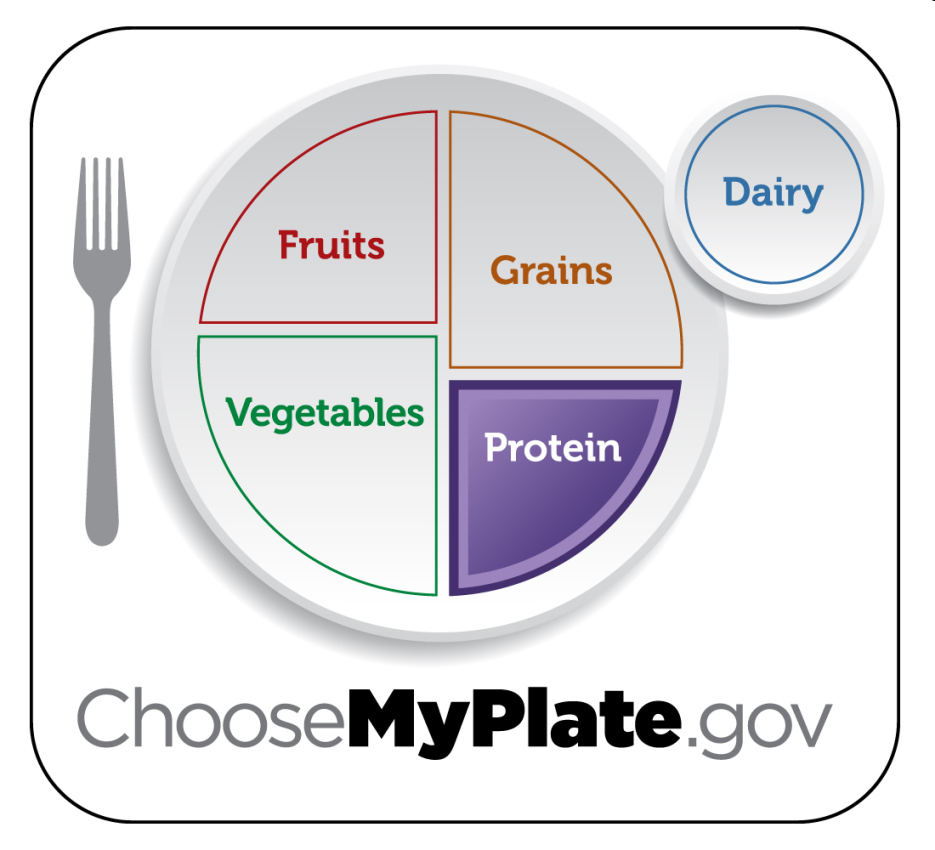 Fruits
Grains
Dairy
Vegetables
Protein
ChooseMyPlate.gov